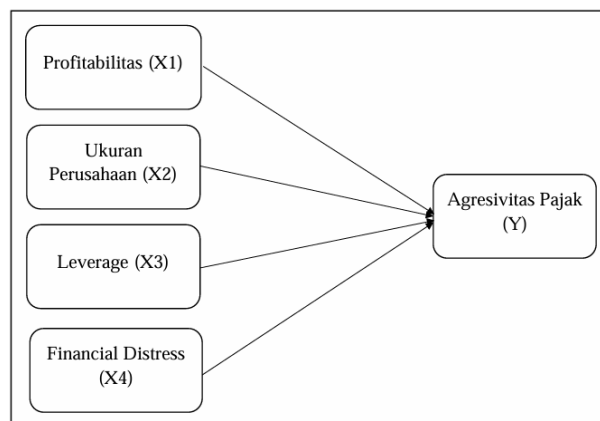 Profitabilitas (X1)
Ukuran
Perusahaan (X2)
Leverage (X3)
Financial Distress
(X4)
Agresivitas Pajak
(Y)